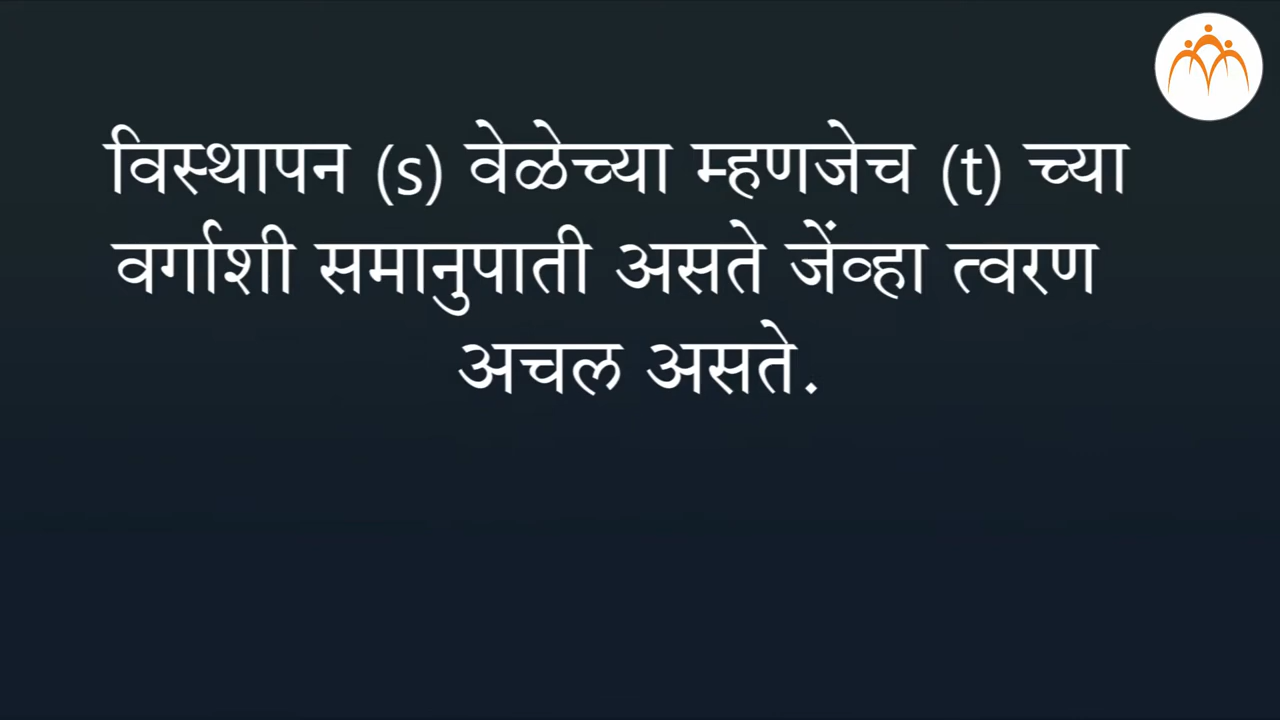 विस्थापन (s) वेळेच्या म्हणजेच (t) च्या
वर्गाशी समानुपाती असते जेंव्हा त्वरण
अचल असते.